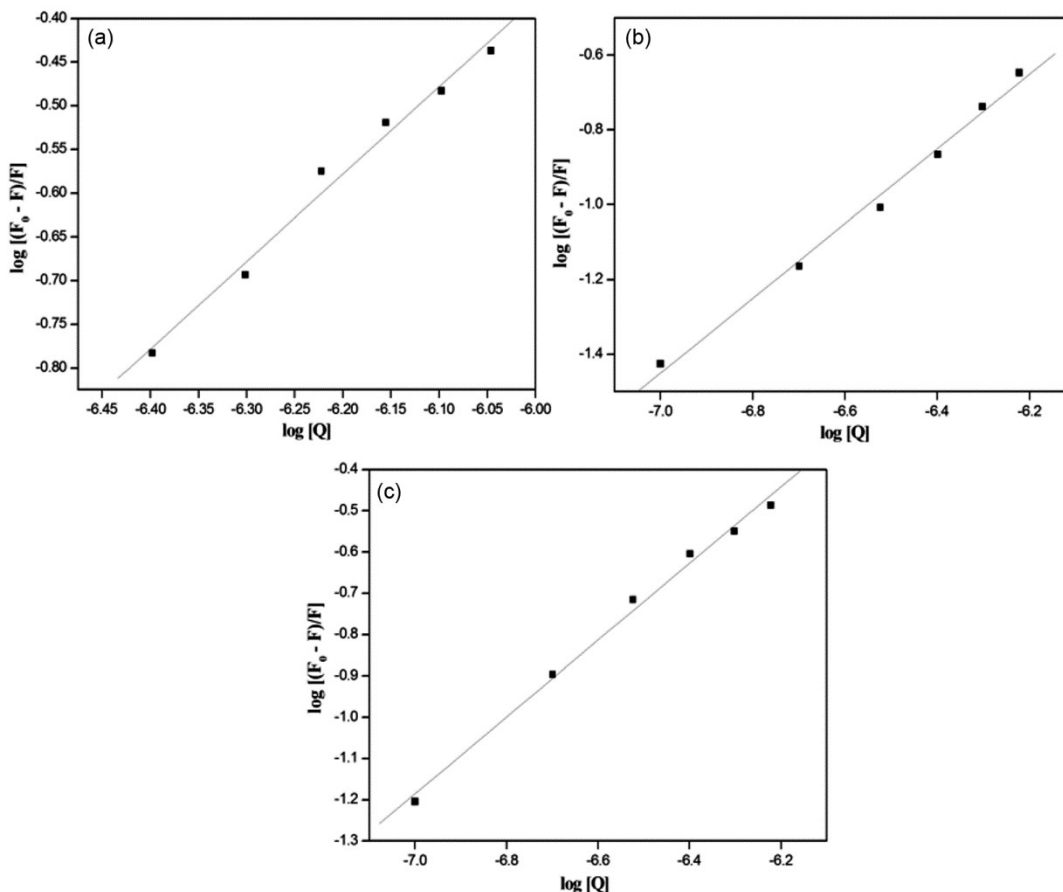 (a)
-0.40
-0.45
-0.50
-0.55
-0.60
-0.65
-0.70
-0.75
-0.80
log [(F₀ - F)/F]
-6.45 -6.40 -6.35 -6.30 -6.25 -6.20 -6.15 -6.10 -6.05 -6.00
log [Q]
(b)
-0.6
-0.8
-1.0
-1.2
-1.4
log [(F₀ - F)/F]
-7.0 -6.8 -6.6 -6.4 -6.2
log [Q]
(c)
-0.4
-0.5
-0.6
-0.7
-0.8
-0.9
-1.0
-1.1
-1.2
-1.3
log [(F₀ - F)/F]
-7.0 -6.8 -6.6 -6.4 -6.2
log [Q]